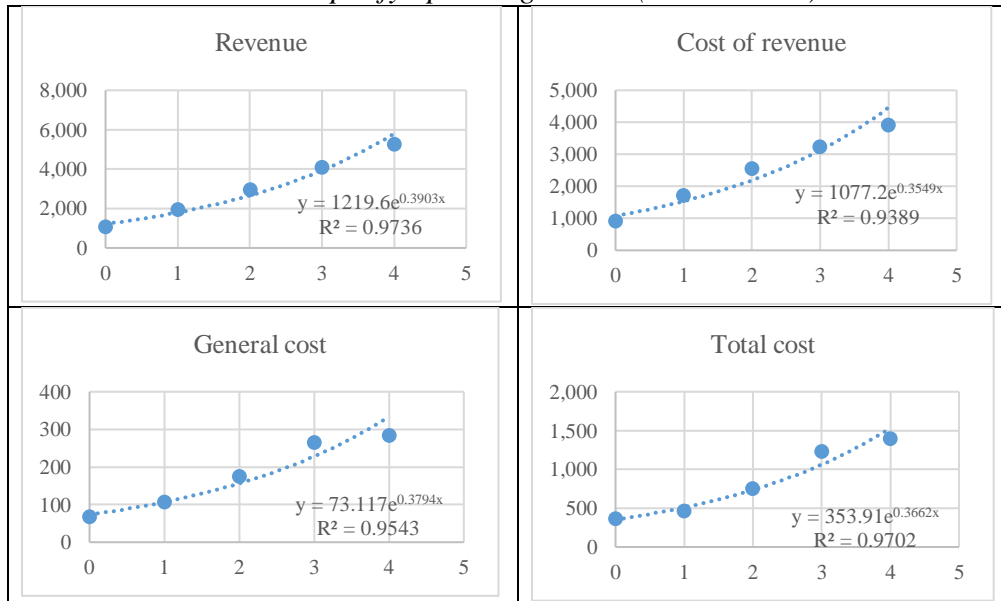 Revenue
8,000
6,000
4,000
2,000
0
0 1 2 3 4 5
y = 1219.6e^0.3903x
R² = 0.9736
Cost of revenue
5,000
4,000
3,000
2,000
1,000
0
0 1 2 3 4 5
y = 1077.2e^0.3549x
R² = 0.9389
General cost
400
300
200
100
0
0 1 2 3 4 5
y = 73.117e^0.3794x
R² = 0.9543
Total cost
2,000
1,500
1,000
500
0
0 1 2 3 4 5
y = 353.91e^0.3662x
R² = 0.9702